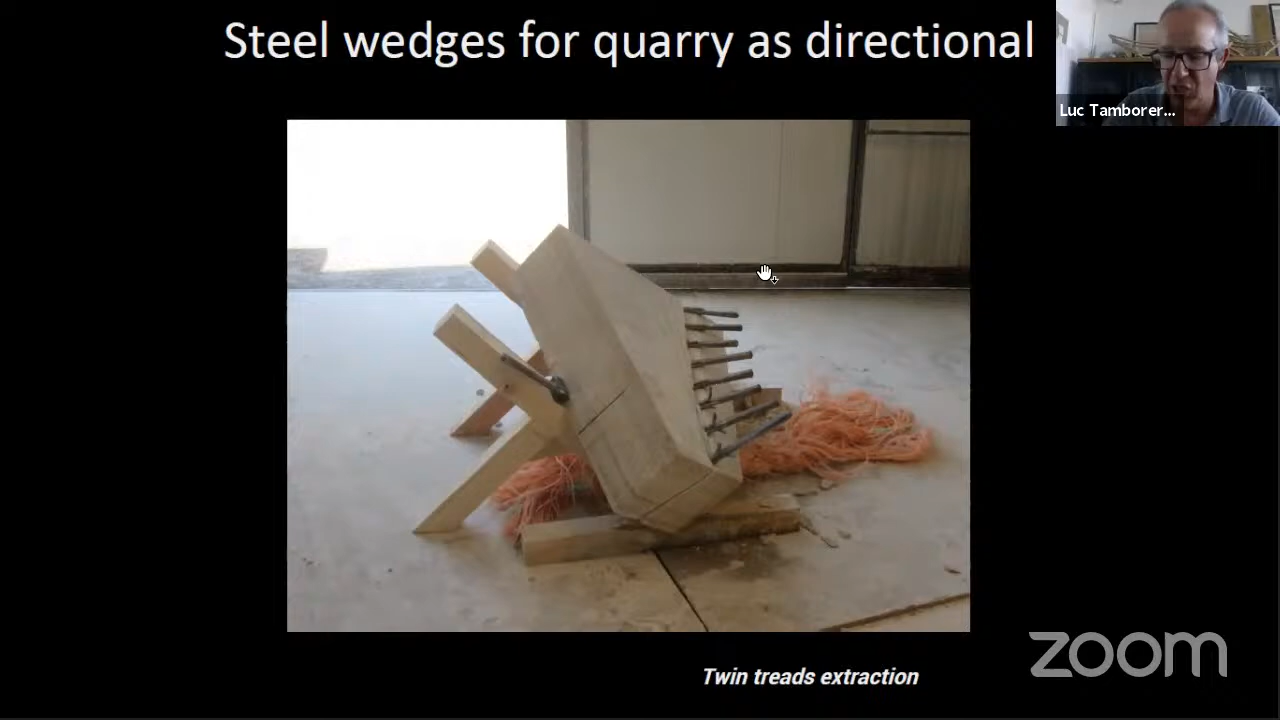 Steel wedges for quarry as directional
Luc Tamborer...
Twin treads extraction
zoom